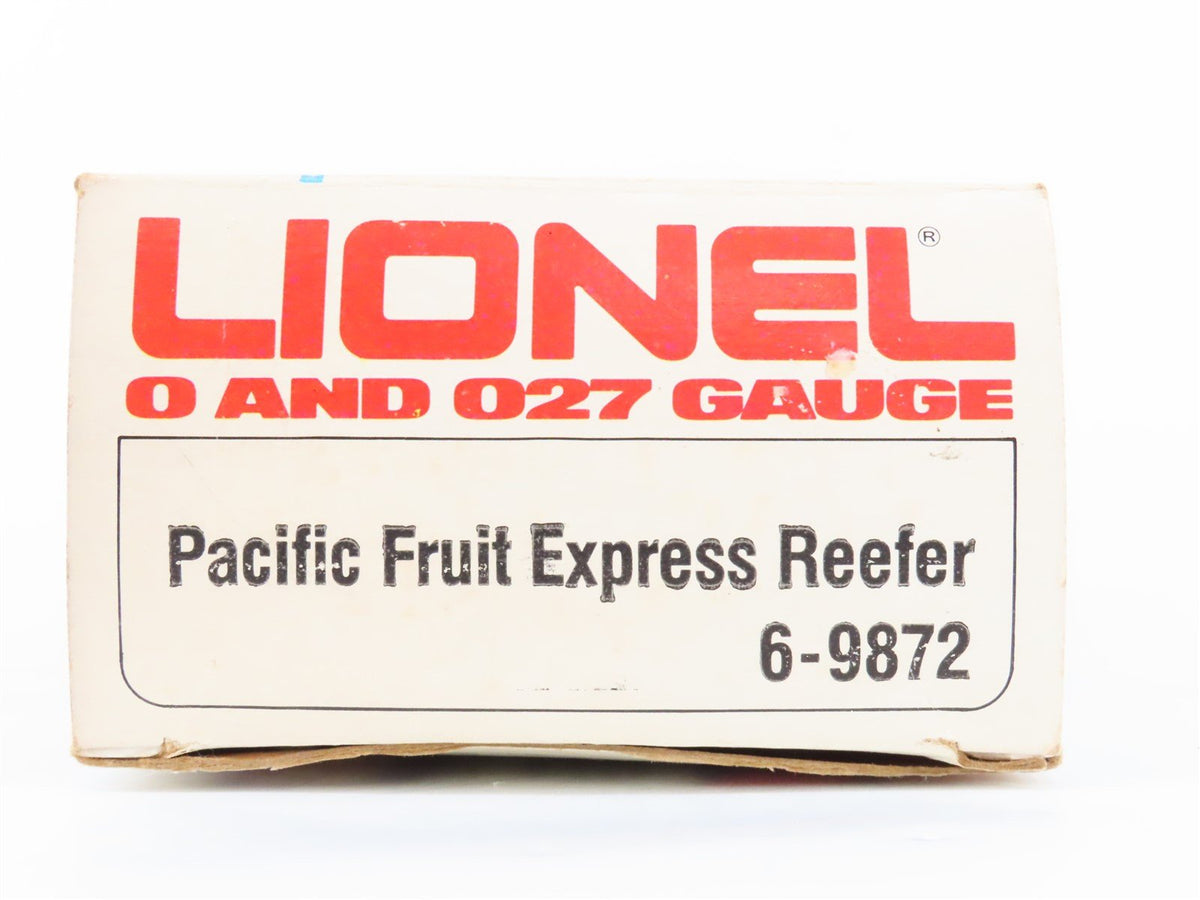 LIONEL®
O AND O27 GAUGE
Pacific Fruit Express Reefer
6-9872